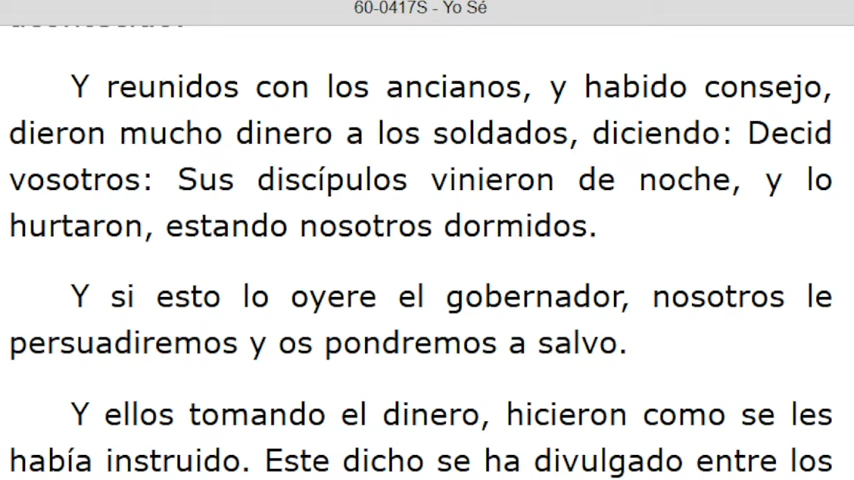 60-0417S - Yo Sé
Y reunidos con los ancianos, y habido consejo,
dieron mucho dinero a los soldados, diciendo: Decid
vosotros: Sus discípulos vinieron de noche, y lo
hurtaron, estando nosotros dormidos.
Y si esto lo oyere el gobernador, nosotros le
persuadiremos y os pondremos a salvo.
Y ellos tomando el dinero, hicieron como se les
había instruido. Este dicho se ha divulgado entre los